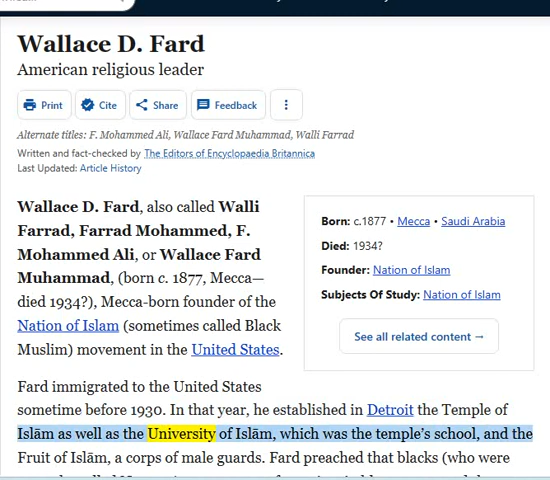 Wallace D. Fard
American religious leader
Print
Cite
Share
Feedback
Alternate titles: F. Mohammed Ali, Wallace Fard Muhammad, Walli Farrad
Written and fact-checked by The Editors of Encyclopaedia Britannica
Last Updated: Article History
Wallace D. Fard, also called Walli
Farrad, Farrad Mohammed, F.
Mohammed Ali, or Wallace Fard
Muhammad, (born c. 1877, Mecca—
died 1934?), Mecca-born founder of the
Nation of Islam (sometimes called Black
Muslim) movement in the United States.
Born: c.1877 • Mecca • Saudi Arabia
Died: 1934?
Founder: Nation of Islam
Subjects Of Study: Nation of Islam
See all related content →
Fard immigrated to the United States
sometime before 1930. In that year, he established in Detroit the Temple of
Islām as well as the University of Islām, which was the temple's school, and the
Fruit of Islām, a corps of male guards. Fard preached that blacks (who were